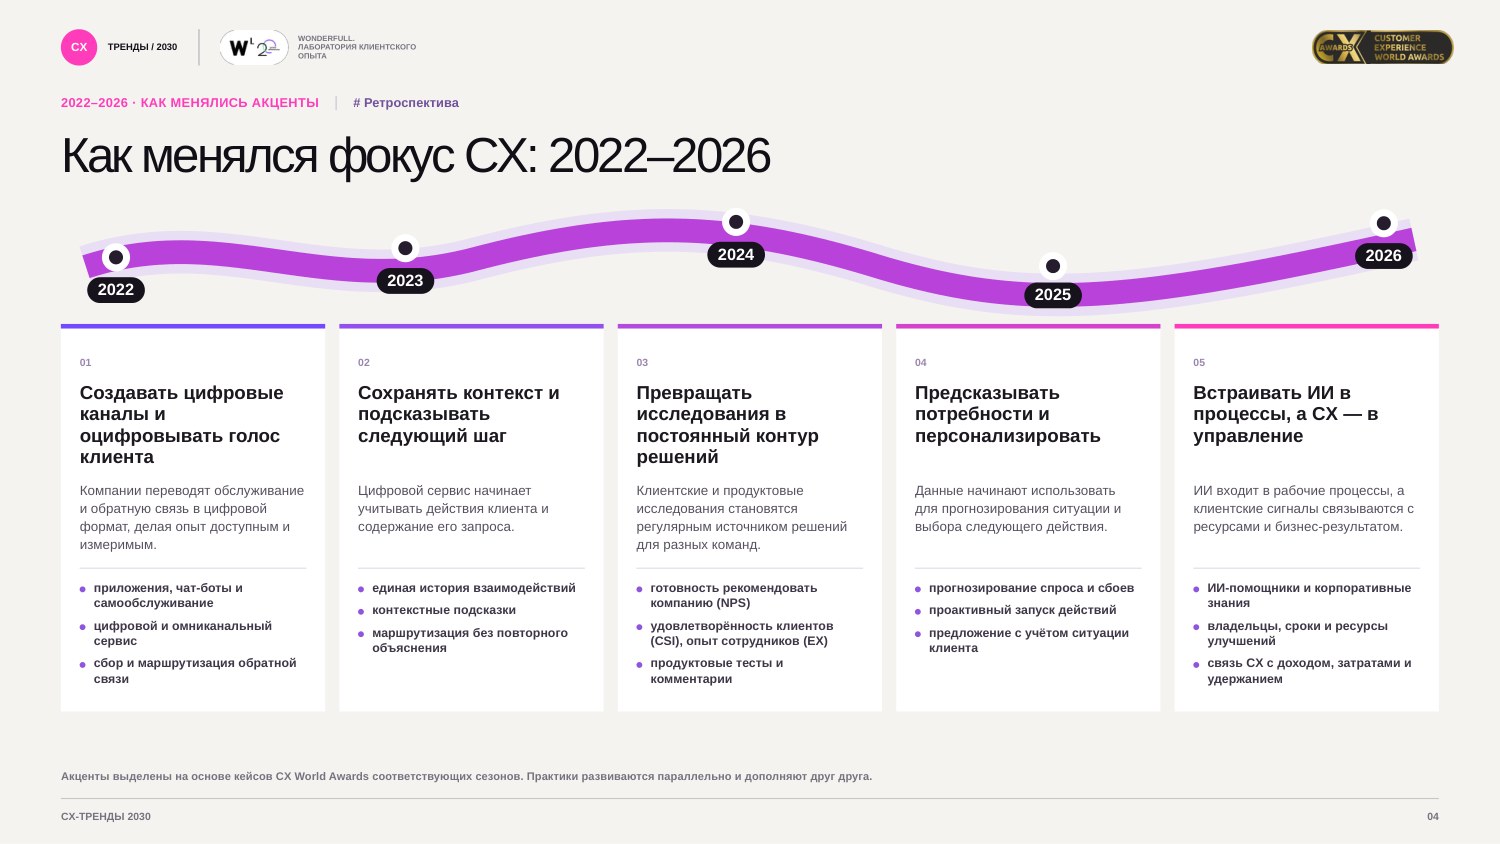 CX
ТРЕНДЫ / 2030
W L
WONDERFULL.
ЛАБОРАТОРИЯ КЛИЕНТСКОГО
ОПЫТА
CX
AWARDS
CUSTOMER
EXPERIENCE
WORLD AWARDS
2022–2026 · КАК МЕНЯЛИСЬ АКЦЕНТЫ
# Ретроспектива
Как менялся фокус CX: 2022–2026
2022
2023
2024
2025
2026
01
Создавать цифровые
каналы и
оцифровывать голос
клиента
Компании переводят обслуживание
и обратную связь в цифровой
формат, делая опыт доступным и
измеримым.
приложения, чат-боты и
самообслуживание
цифровой и омниканальный
сервис
сбор и маршрутизация обратной
связи
02
Сохранять контекст и
подсказывать
следующий шаг
Цифровой сервис начинает
учитывать действия клиента и
содержание его запроса.
единая история взаимодействий
контекстные подсказки
маршрутизация без повторного
объяснения
03
Превращать
исследования в
постоянный контур
решений
Клиентские и продуктовые
исследования становятся
регулярным источником решений
для разных команд.
готовность рекомендовать
компанию (NPS)
удовлетворённость клиентов
(CSI), опыт сотрудников (EX)
продуктовые тесты и
комментарии
04
Предсказывать
потребности и
персонализировать
Данные начинают использовать
для прогнозирования ситуации и
выбора следующего действия.
прогнозирование спроса и сбоев
проактивный запуск действий
предложение с учётом ситуации
клиента
05
Встраивать ИИ в
процессы, а CX — в
управление
ИИ входит в рабочие процессы, а
клиентские сигналы связываются с
ресурсами и бизнес-результатом.
ИИ-помощники и корпоративные
знания
владельцы, сроки и ресурсы
улучшений
связь CX с доходом, затратами и
удержанием
Акценты выделены на основе кейсов CX World Awards соответствующих сезонов. Практики развиваются параллельно и дополняют друг друга.
CX-ТРЕНДЫ 2030
04